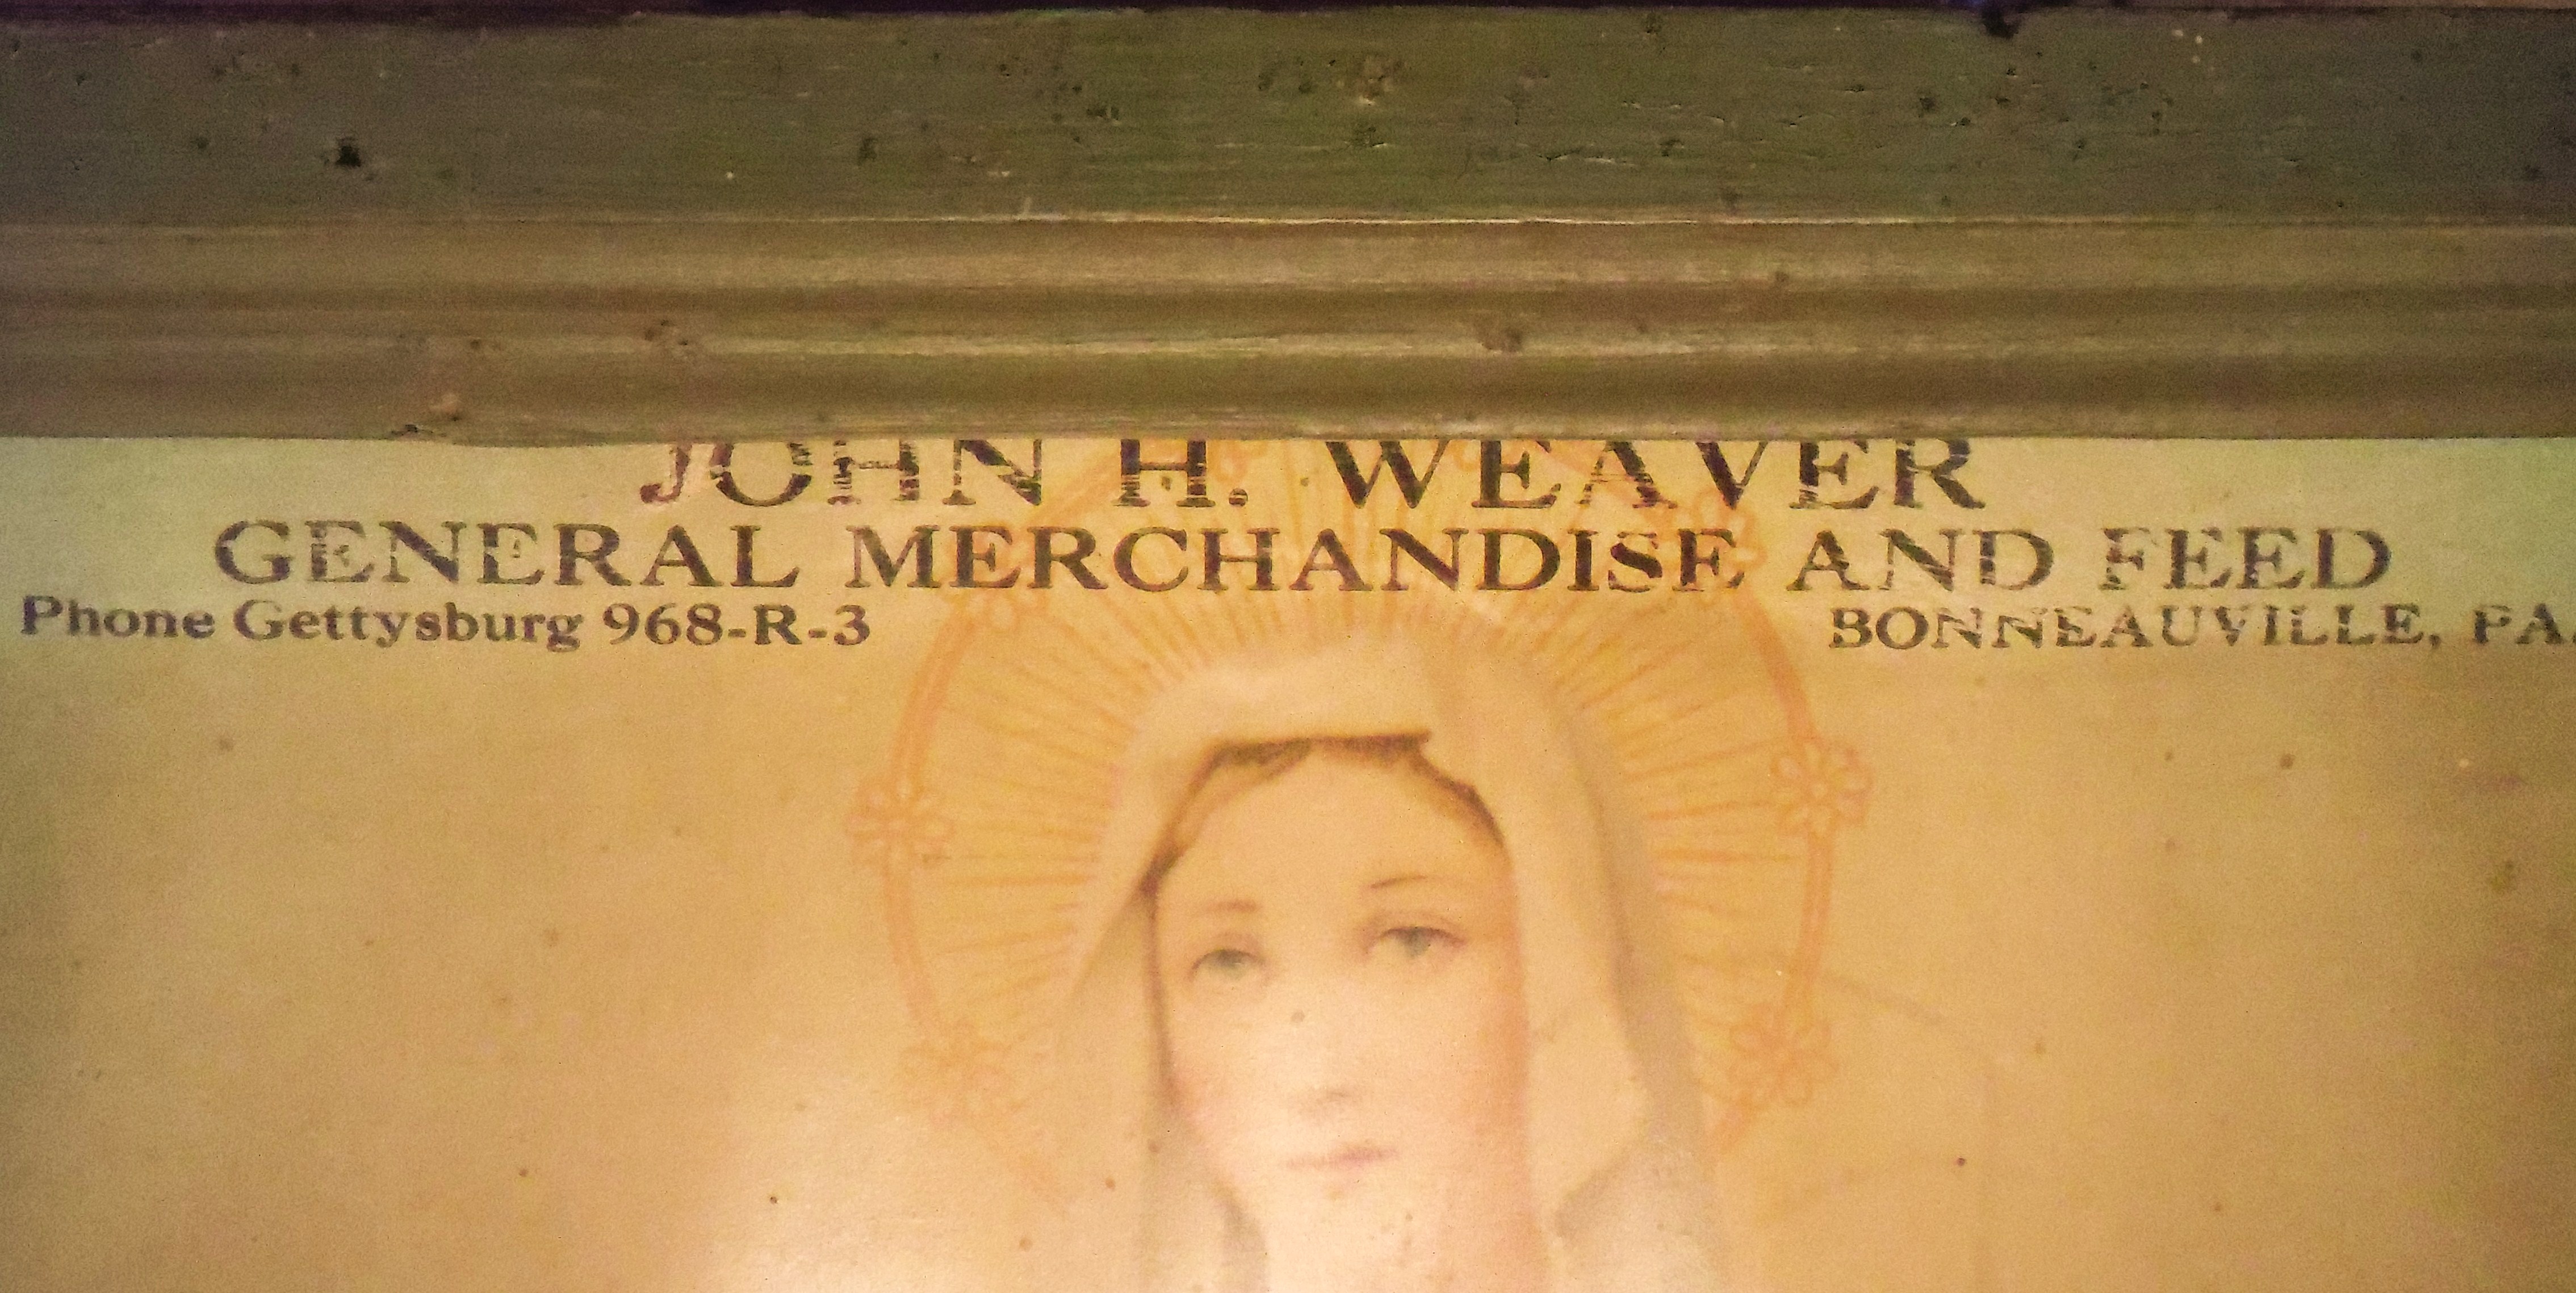 JOHN H. WEAVER
GENERAL MERCHANDISE AND FEED
Phone Gettysburg 968-R-3 BONNEAUVILLE, PA.